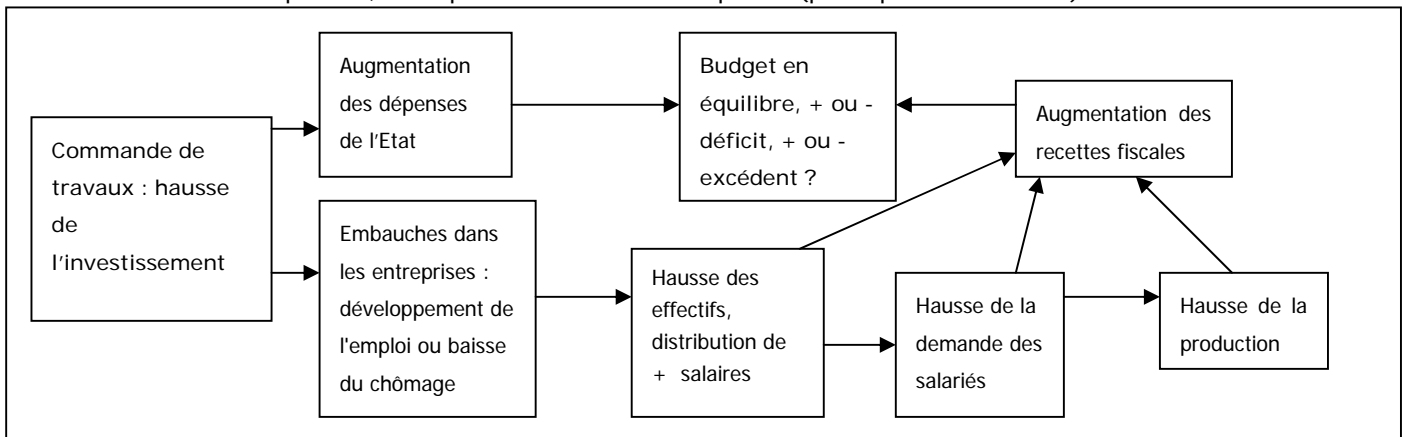 Augmentation
des dépenses
de l'Etat
Budget en
équilibre, + ou -
déficit, + ou -
excédent ?
Augmentation des
recettes fiscales
Commande de
travaux : hausse
de
l'investissement
Embauches dans
les entreprises :
développement de
l'emploi ou baisse
du chômage
Hausse des
effectifs,
distribution de
+ salaires
Hausse de la
demande des
salariés
Hausse de la
production